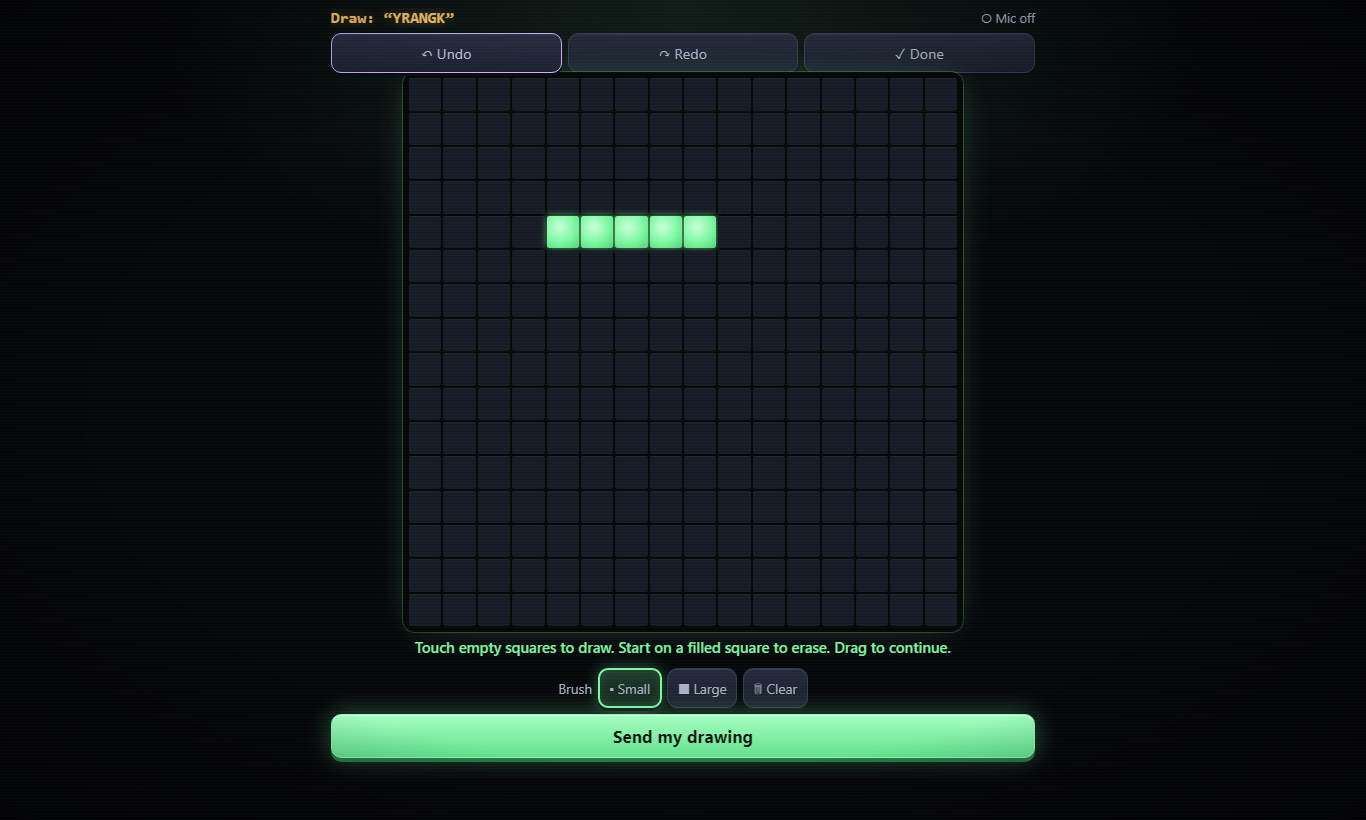 Draw: “YRANGK”
Mic off
Undo
Redo
Done
Touch empty squares to draw. Start on a filled square to erase. Drag to continue.
Brush
Small
Large
Clear
Send my drawing